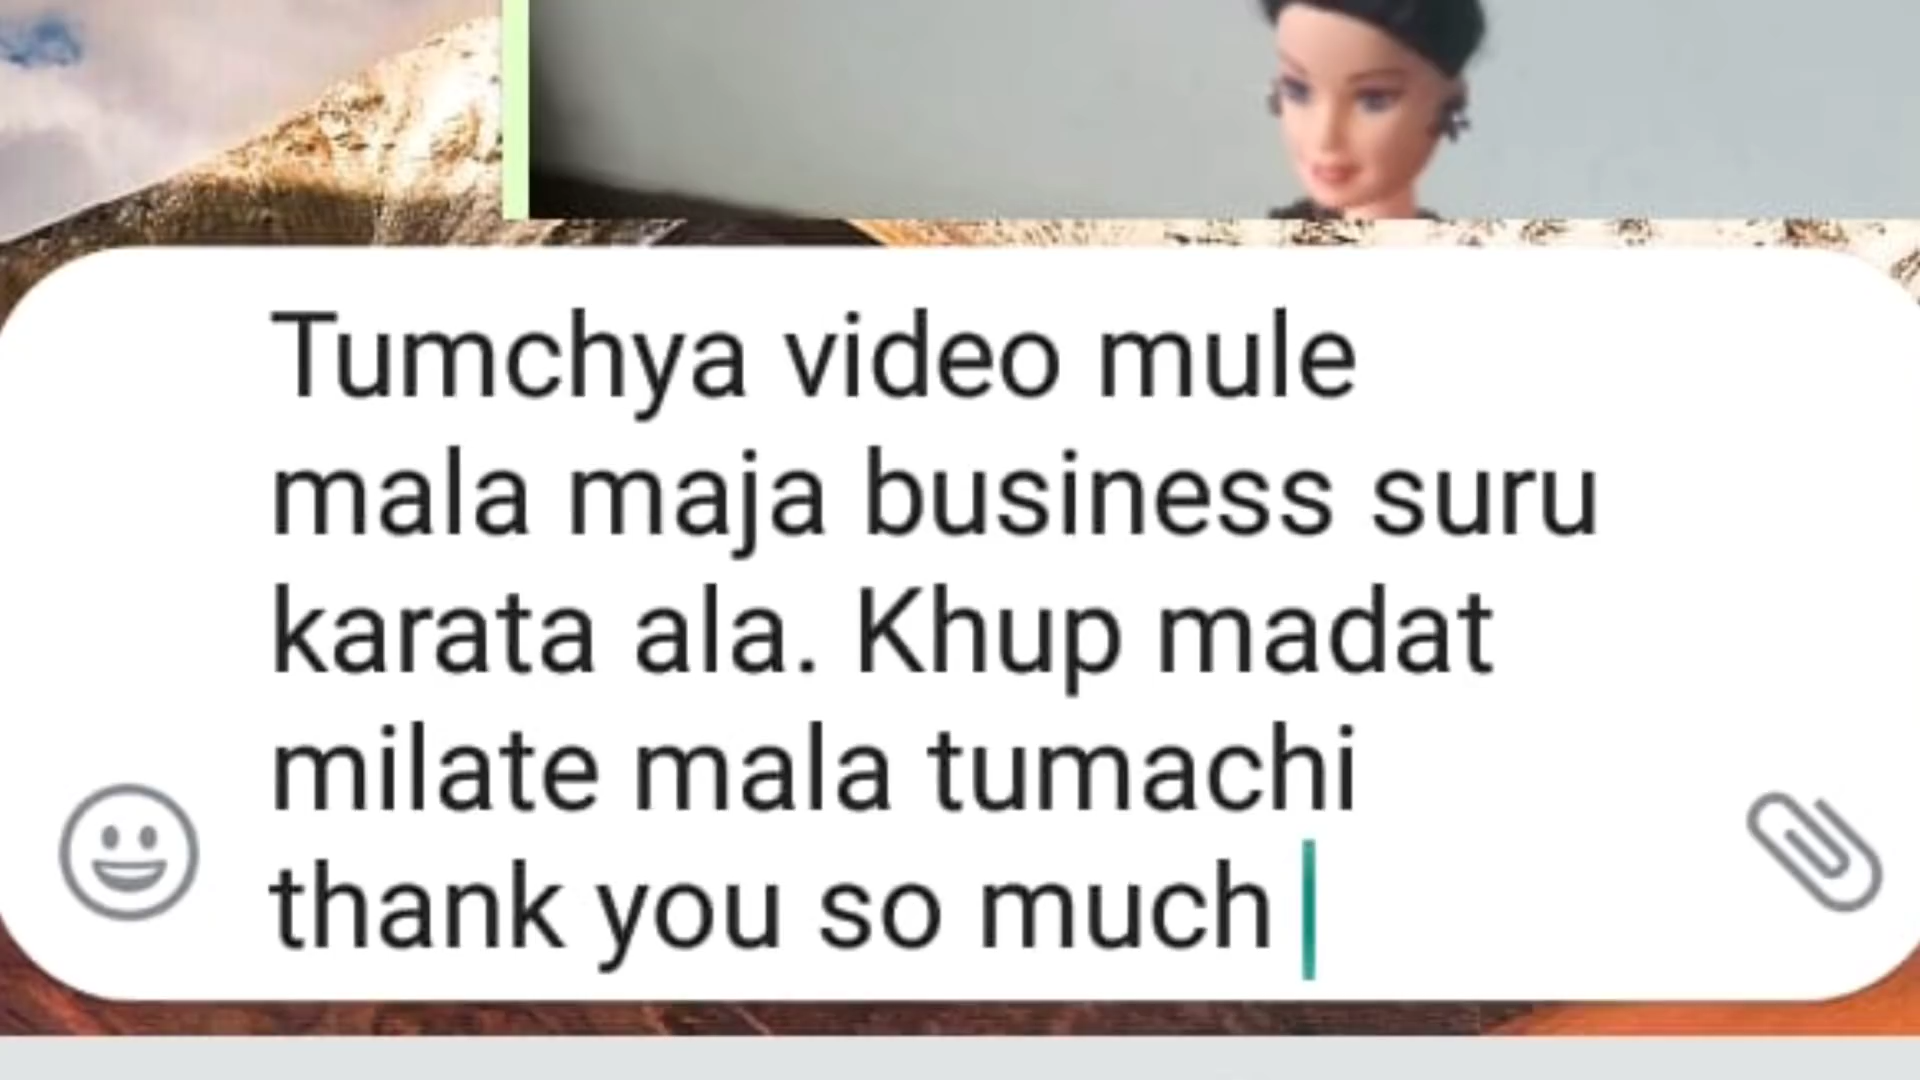 Tumchya video mule
mala maja business suru
karata ala. Khup madat
milate mala tumachi
thank you so much